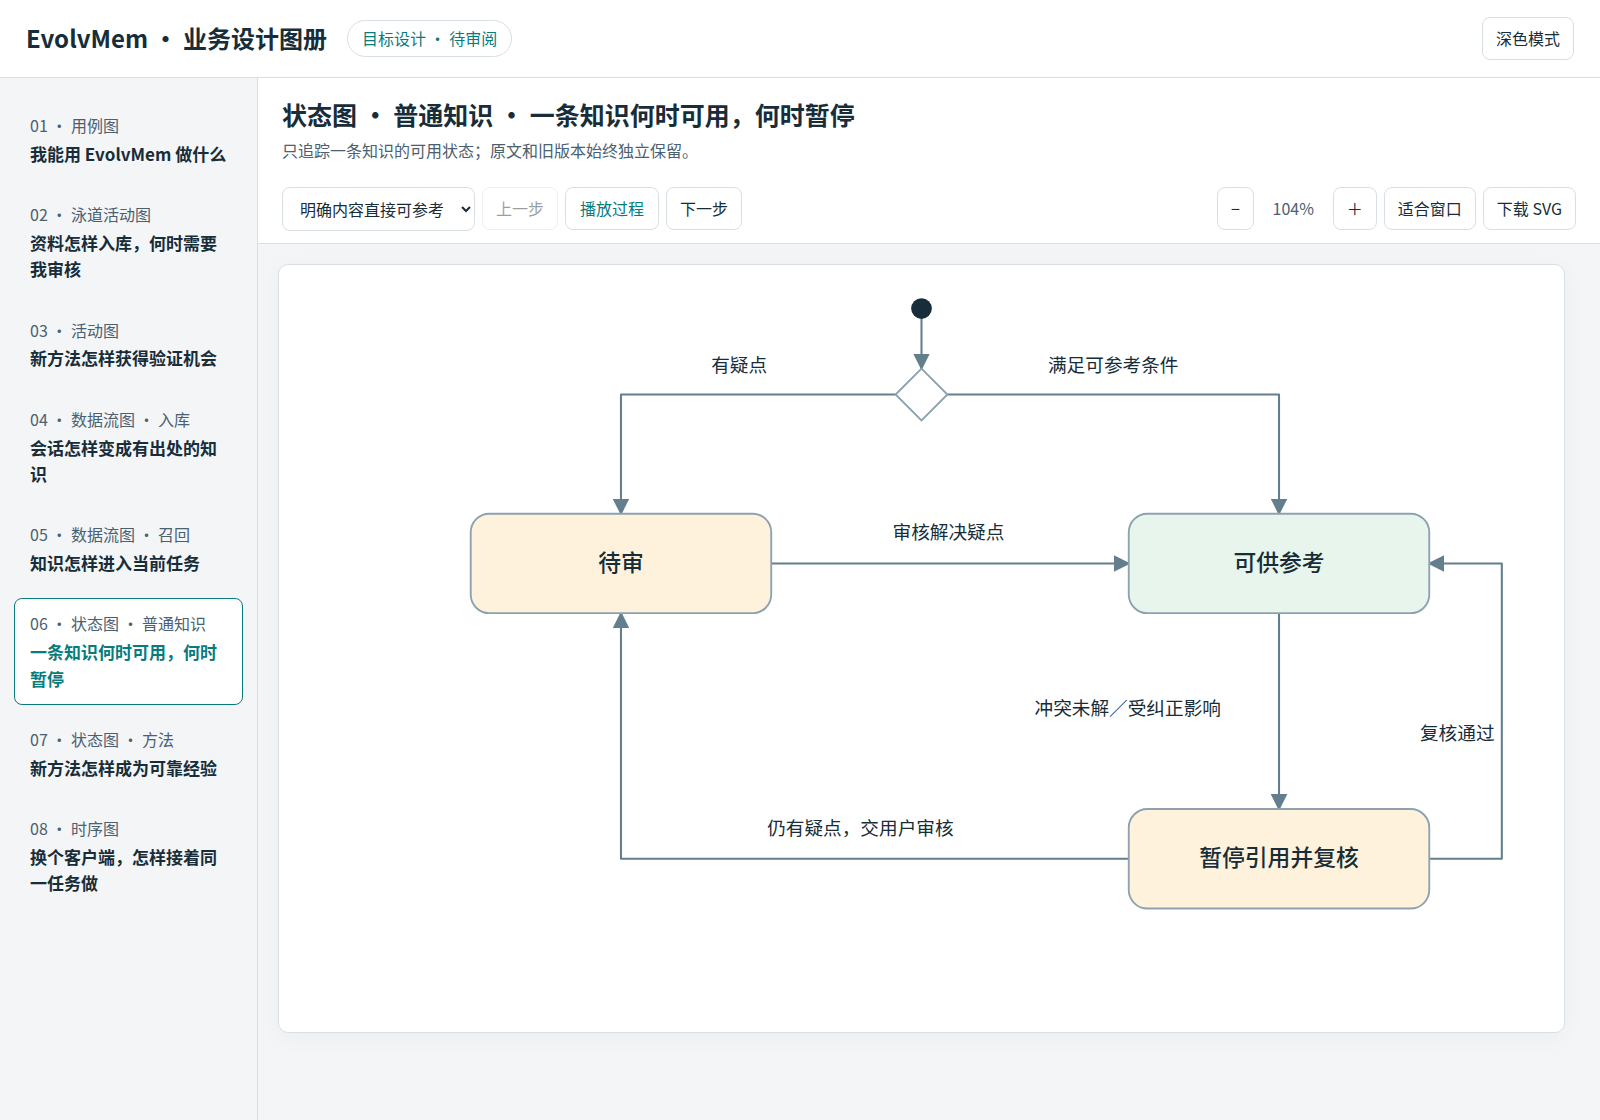 EvolvMem · 业务设计图册
目标设计 · 待审阅
深色模式
01 · 用例图
我能用 EvolvMem 做什么
02 · 泳道活动图
资料怎样入库，何时需要
我审核
03 · 活动图
新方法怎样获得验证机会
04 · 数据流图 · 入库
会话怎样变成有出处的知
识
05 · 数据流图 · 召回
知识怎样进入当前任务
06 · 状态图 · 普通知识
一条知识何时可用，何时
暂停
07 · 状态图 · 方法
新方法怎样成为可靠经验
08 · 时序图
换个客户端，怎样接着同
一任务做
状态图 · 普通知识 · 一条知识何时可用，何时暂停
只追踪一条知识的可用状态；原文和旧版本始终独立保留。
明确内容直接可参考
上一步
播放过程
下一步
−
104%
＋
适合窗口
下载 SVG
有疑点
满足可参考条件
待审
审核解决疑点
可供参考
冲突未解／受纠正影响
复核通过
仍有疑点，交用户审核
暂停引用并复核